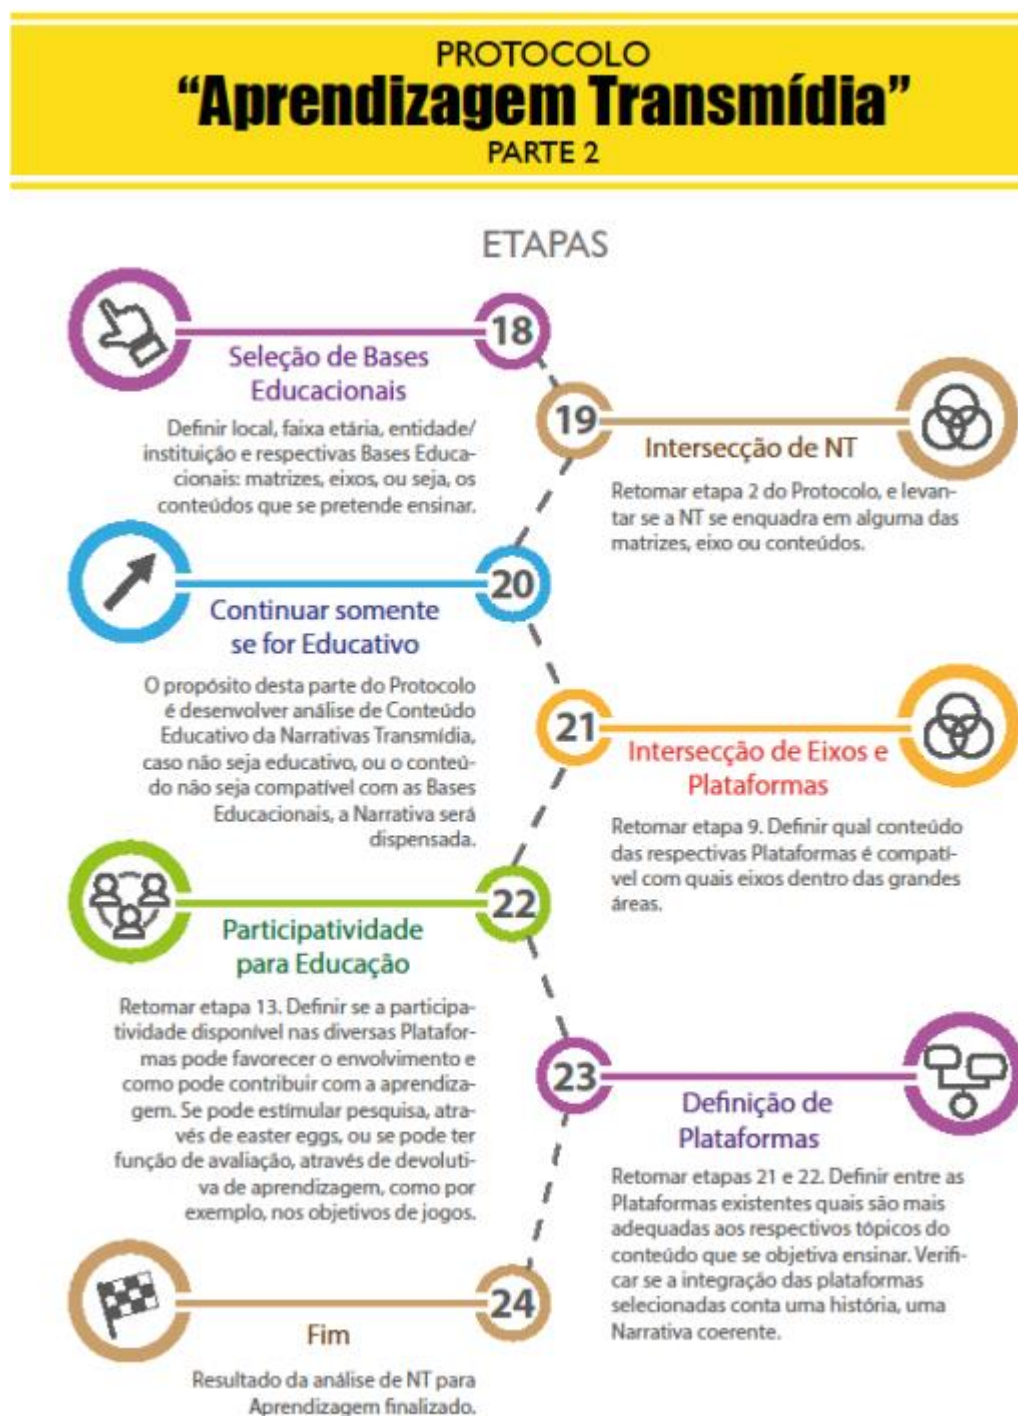 PROTOCOLO
“Aprendizagem Transmídia”
PARTE 2
ETAPAS
18
Seleção de Bases
Educacionais
Definir local, faixa etária, entidade/
instituição e respectivas Bases Educa-
cionais: matrizes, eixos, ou seja, os
conteúdos que se pretende ensinar.
19
Intersecção de NT
Retomar etapa 2 do Protocolo, e levan-
tar se a NT se enquadra em alguma das
matrizes, eixo ou conteúdos.
20
Continuar somente
se for Educativo
O propósito desta parte do Protocolo
é desenvolver análise de Conteúdo
Educativo da Narrativas Transmídia,
caso não seja educativo, ou o conteú-
do não seja compatível com as Bases
Educacionais, a Narrativa será
dispensada.
21
Intersecção de Eixos e
Plataformas
Retomar etapa 9. Definir qual conteúdo
das respectivas Plataformas é compatí-
vel com quais eixos dentro das grandes
áreas.
22
Participatividade
para Educação
Retomar etapa 13. Definir se a participa-
tividade disponível nas diversas Platafor-
mas pode favorecer o envolvimento e
como pode contribuir com a aprendiza-
gem. Se pode estímular pesquisa, atra-
vés de easter eggs, ou se pode ter
função de avaliação, através de devoluti-
va de aprendizagem, como por
exemplo, nos objetivos de jogos.
23
Definição de
Plataformas
Retomar etapas 21 e 22. Definir entre as
Plataformas existentes quais são mais
adequadas aos respectivos tópicos do
conteúdo que se objetiva ensinar. Verifi-
car se a integração das plataformas
selecionadas conta uma história, uma
Narrativa coerente.
24
Fim
Resultado da análise de NT para
Aprendizagem finalizado.